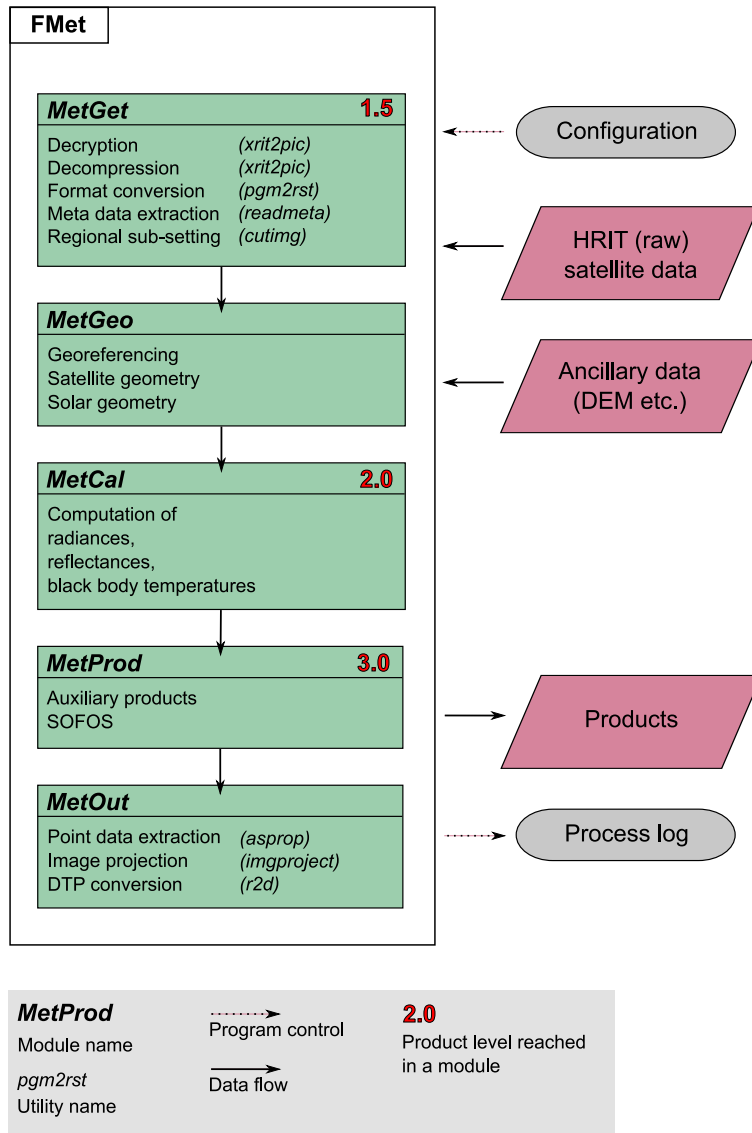 FMet
MetGet 1.5
Decryption (xrit2pic)
Decompression (xrit2pic)
Format conversion (pgm2rst)
Meta data extraction (readmeta)
Regional sub-setting (cutimg)
Configuration
HRIT (raw)
satellite data
MetGeo
Georeferencing
Satellite geometry
Solar geometry
Ancillary data
(DEM etc.)
MetCal 2.0
Computation of
radiances,
reflectances,
black body temperatures
MetProd 3.0
Auxiliary products
SOFOS
Products
MetOut
Point data extraction (asprop)
Image projection (imgproject)
DTP conversion (r2d)
Process log
MetProd
Module name
pgm2rst
Utility name
Program control
Data flow
2.0
Product level reached
in a module